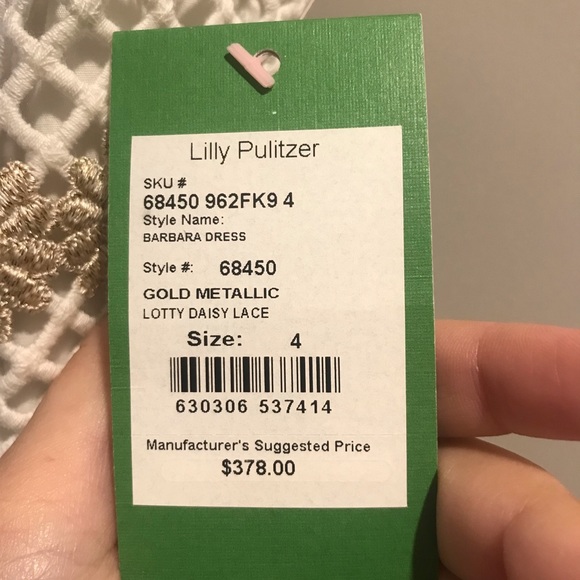 Lilly Pulitzer
SKU #
68450 962FK9 4
Style Name:
BARBARA DRESS
Style #: 68450
GOLD METALLIC
LOTTY DAISY LACE
Size: 4
630306 537414
Manufacturer's Suggested Price
$378.00